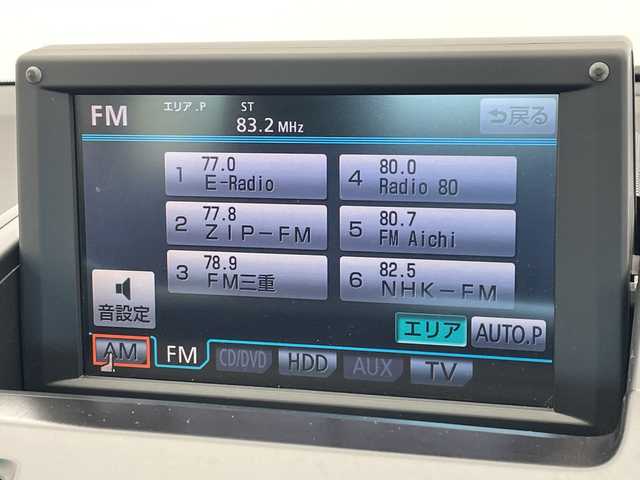 FM エリア.P ST 戻る
83.2 MHz
1 77.0 E-Radio
4 80.0 Radio 80
2 77.8 ZIP-FM
5 80.7 FM Aichi
3 78.9 FM三重
6 82.5 NHK-FM
音設定
エリア AUTO.P
AM FM CD/DVD HDD AUX TV